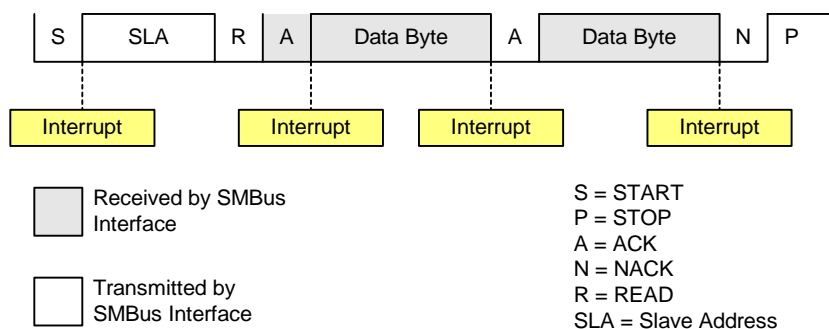 S SLA R A Data Byte A Data Byte N P
Interrupt Interrupt Interrupt Interrupt
Received by SMBus
Interface
Transmitted by
SMBus Interface
S = START
P = STOP
A = ACK
N = NACK
R = READ
SLA = Slave Address